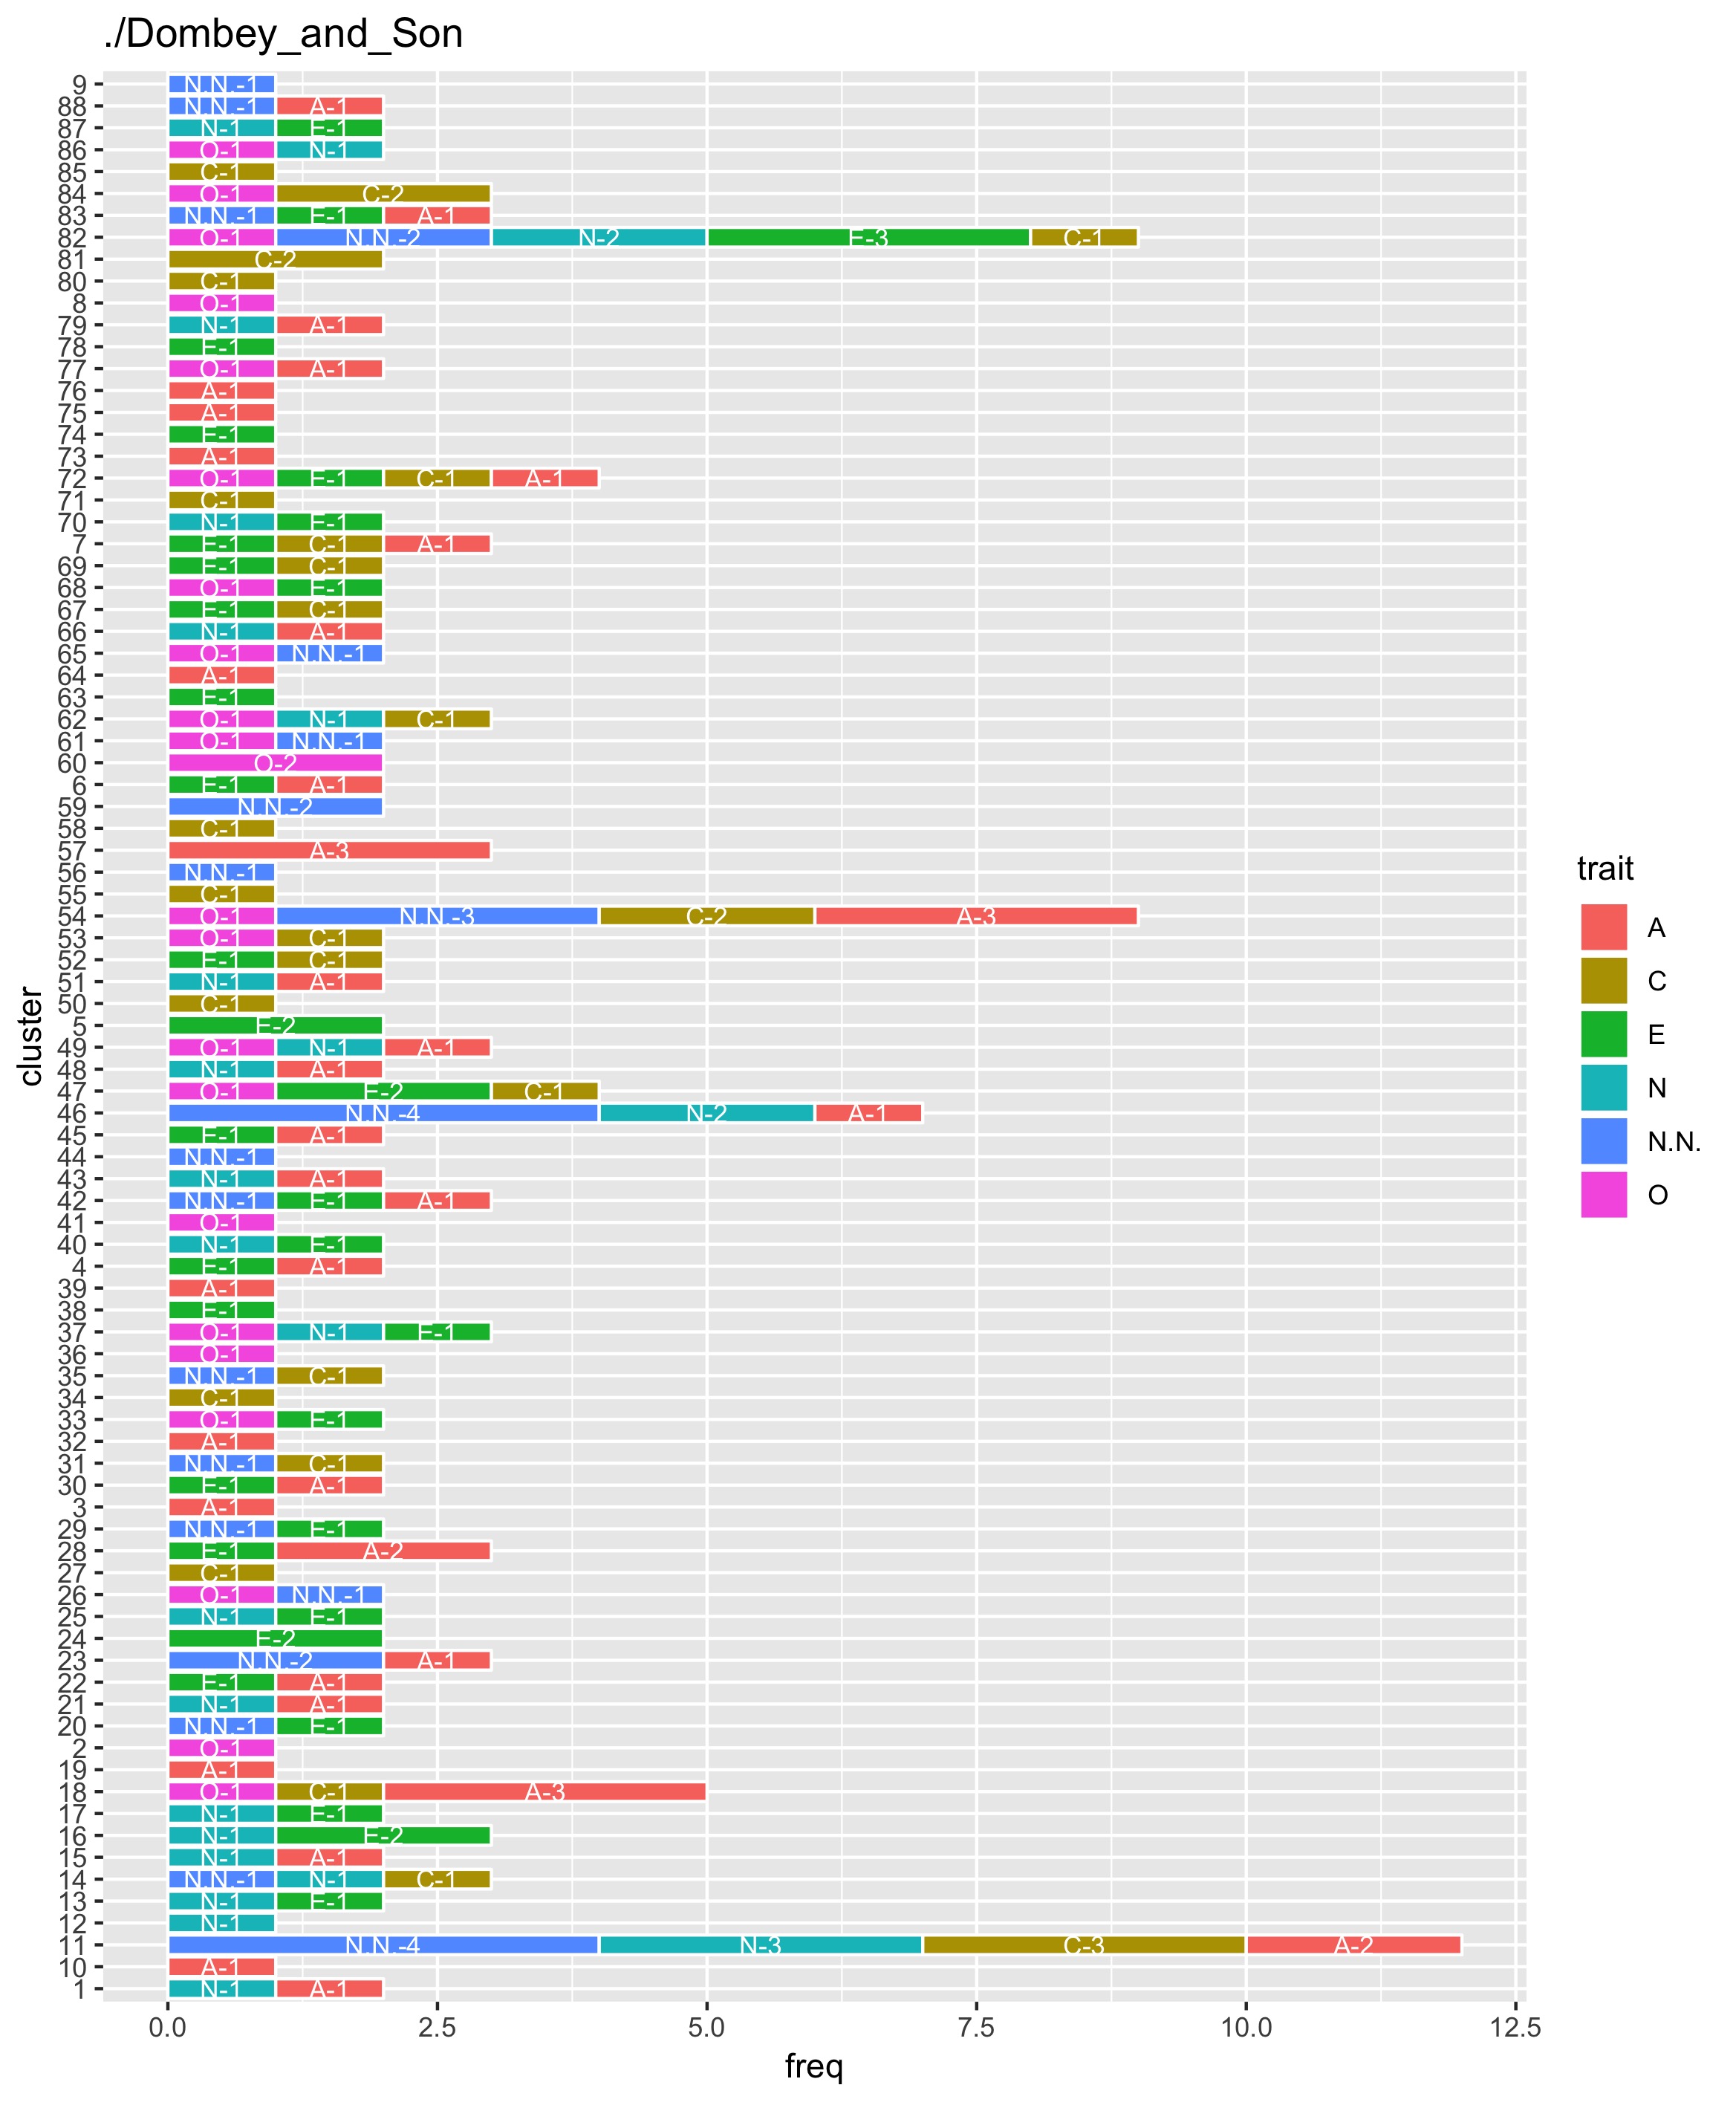 ./Dombey_and_Son
9 N.N.-1
88 N.N.-1 A-1
87 N-1 E-1
86 O-1 N-1
85 C-1
84 O-1 C-2
83 N.N.-1 E-1 A-1
82 O-1 N.N.-2 N-2 E-3 C-1
81 C-2
80 C-1
8 O-1
79 N-1 A-1
78 E-1
77 O-1 A-1
76 A-1
75 A-1
74 E-1
73 A-1
72 O-1 E-1 C-1 A-1
71 C-1
70 N-1 E-1
7 E-1 C-1 A-1
69 E-1 C-1
68 O-1 E-1
67 E-1 C-1
66 N-1 A-1
65 O-1 N.N.-1
64 A-1
63 E-1
62 O-1 N-1 C-1
61 O-1 N.N.-1
60 O-2
6 E-1 A-1
59 N.N.-2
58 C-1
57 A-3
56 N.N.-1
55 C-1
54 O-1 N.N.-3 C-2 A-3
53 O-1 C-1
52 E-1 C-1
51 N-1 A-1
50 C-1
5 E-2
49 O-1 N-1 A-1
48 N-1 A-1
47 O-1 E-2 C-1
46 N.N.-4 N-2 A-1
45 E-1 A-1
44 N.N.-1
43 N-1 A-1
42 N.N.-1 E-1 A-1
41 O-1
40 N-1 E-1
4 E-1 A-1
39 A-1
38 E-1
37 O-1 N-1 E-1
36 O-1
35 N.N.-1 C-1
34 C-1
33 O-1 E-1
32 A-1
31 N.N.-1 C-1
30 E-1 A-1
3 A-1
29 N.N.-1 E-1
28 E-1 A-2
27 C-1
26 O-1 N.N.-1
25 N-1 E-1
24 E-2
23 N.N.-2 A-1
22 E-1 A-1
21 N-1 A-1
20 N.N.-1 E-1
2 O-1
19 A-1
18 O-1 C-1 A-3
17 N-1 E-1
16 N-1 E-2
15 N-1 A-1
14 N.N.-1 N-1 C-1
13 N-1 E-1
12 N-1
11 N.N.-4 N-3 C-3 A-2
10 A-1
1 N-1 A-1
0.0 2.5 5.0 7.5 10.0 12.5
freq
cluster
trait
A
C
E
N
N.N.
O